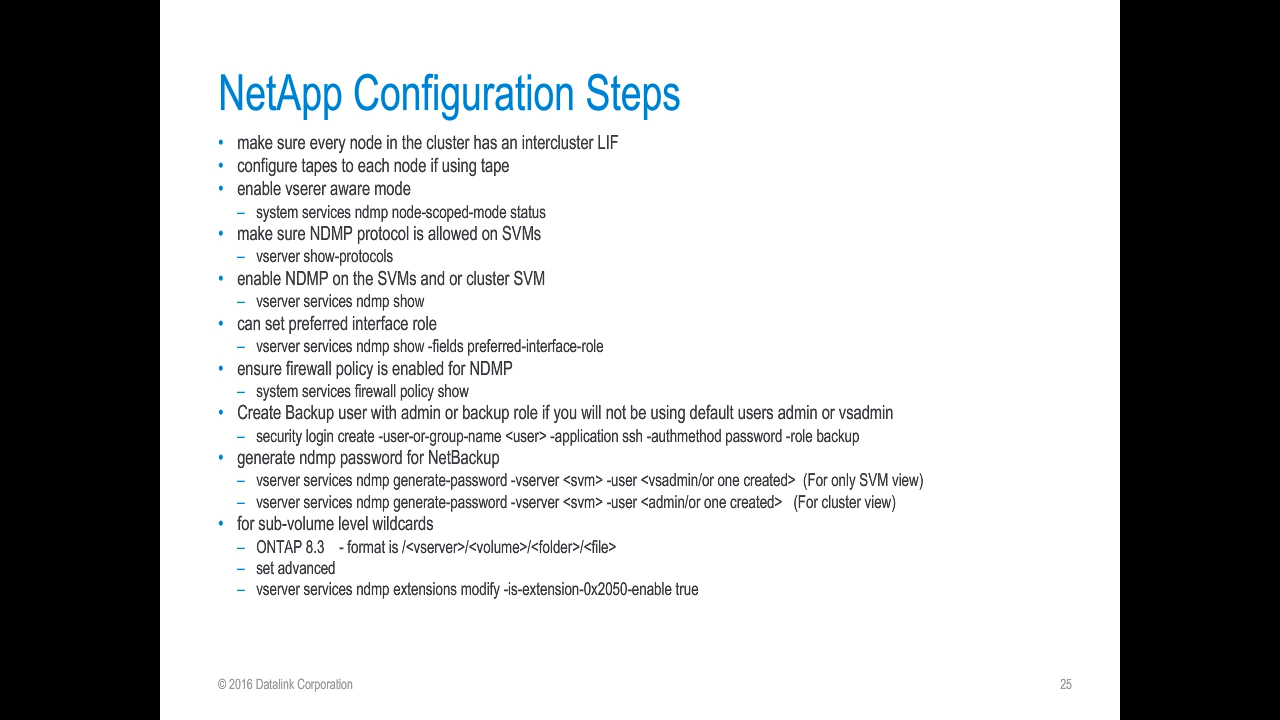 NetApp Configuration Steps
• make sure every node in the cluster has an intercluster LIF
• configure tapes to each node if using tape
• enable vserer aware mode
– system services ndmp node-scoped-mode status
• make sure NDMP protocol is allowed on SVMs
– vserver show-protocols
• enable NDMP on the SVMs and or cluster SVM
– vserver services ndmp show
• can set preferred interface role
– vserver services ndmp show -fields preferred-interface-role
• ensure firewall policy is enabled for NDMP
– system services firewall policy show
• Create Backup user with admin or backup role if you will not be using default users admin or vsadmin
– security login create -user-or-group-name <user> -application ssh -authmethod password -role backup
• generate ndmp password for NetBackup
– vserver services ndmp generate-password -vserver <svm> -user <vsadmin/or one created> (For only SVM view)
– vserver services ndmp generate-password -vserver <svm> -user <admin/or one created> (For cluster view)
• for sub-volume level wildcards
– ONTAP 8.3 - format is /<vserver>/<volume>/<folder>/<file>
– set advanced
– vserver services ndmp extensions modify -is-extension-0x2050-enable true
© 2016 Datalink Corporation
25